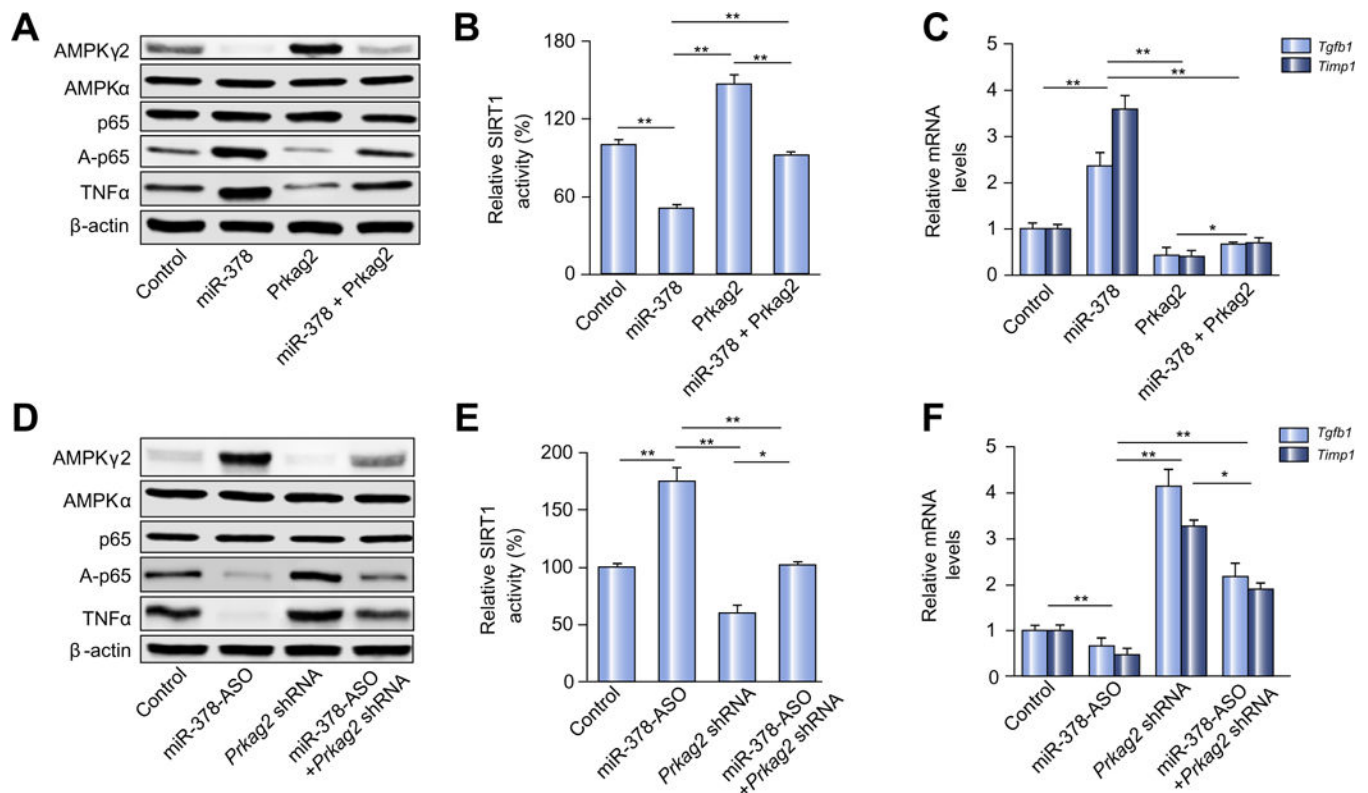 A
AMPKγ2
AMPKα
p65
A-p65
TNFα
β-actin
Control
miR-378
Prkag2
miR-378 + Prkag2
B
Relative SIRT1
activity (%)
180
120
60
0
**
**
**
**
Control
miR-378
Prkag2
miR-378 + Prkag2
C
Relative mRNA
levels
5
4
3
2
1
0
**
**
**
*
Tgfb1
Timp1
Control
miR-378
Prkag2
miR-378 + Prkag2
D
AMPKγ2
AMPKα
p65
A-p65
TNFα
β-actin
Control
miR-378-ASO
Prkag2 shRNA
miR-378-ASO
+Prkag2 shRNA
E
Relative SIRT1
activity (%)
200
150
100
50
0
**
**
**
*
Control
miR-378-ASO
Prkag2 shRNA
miR-378-ASO
+Prkag2 shRNA
F
Relative mRNA
levels
5
4
3
2
1
0
**
**
**
*
Tgfb1
Timp1
Control
miR-378-ASO
Prkag2 shRNA
miR-378-ASO
+Prkag2 shRNA